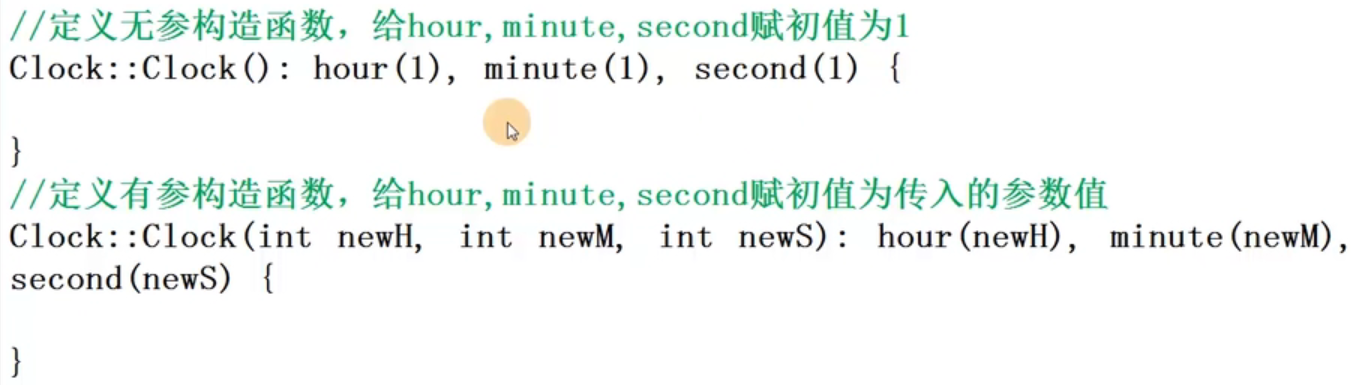 //定义无参构造函数，给hour,minute,second赋初值为1
Clock::Clock(): hour(1), minute(1), second(1) {
}
//定义有参构造函数，给hour,minute,second赋初值为传入的参数值
Clock::Clock(int newH, int newM, int newS): hour(newH), minute(newM),
second(newS) {
}